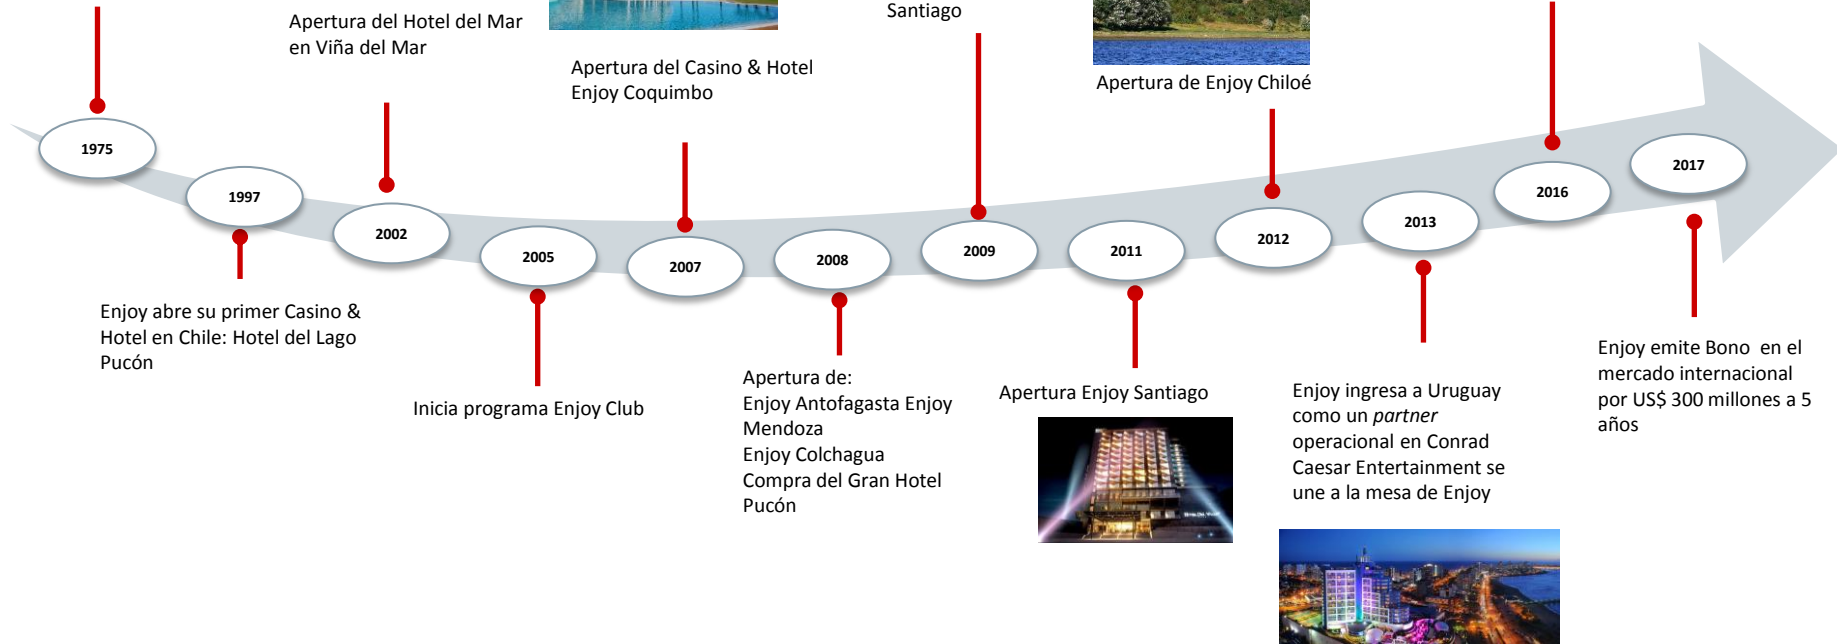 Apertura del Hotel del Mar
en Viña del Mar
Santiago
Apertura del Casino & Hotel
Enjoy Coquimbo
Apertura de Enjoy Chiloé
1975
1997
2002
2005
2007
2008
2009
2011
2012
2013
2016
2017
Enjoy abre su primer Casino &
Hotel en Chile: Hotel del Lago
Pucón
Inicia programa Enjoy Club
Apertura de:
Enjoy Antofagasta Enjoy
Mendoza
Enjoy Colchagua
Compra del Gran Hotel
Pucón
Apertura Enjoy Santiago
Enjoy ingresa a Uruguay
como un partner
operacional en Conrad
Caesar Entertainment se
une a la mesa de Enjoy
Enjoy emite Bono en el
mercado internacional
por US$ 300 millones a 5
años